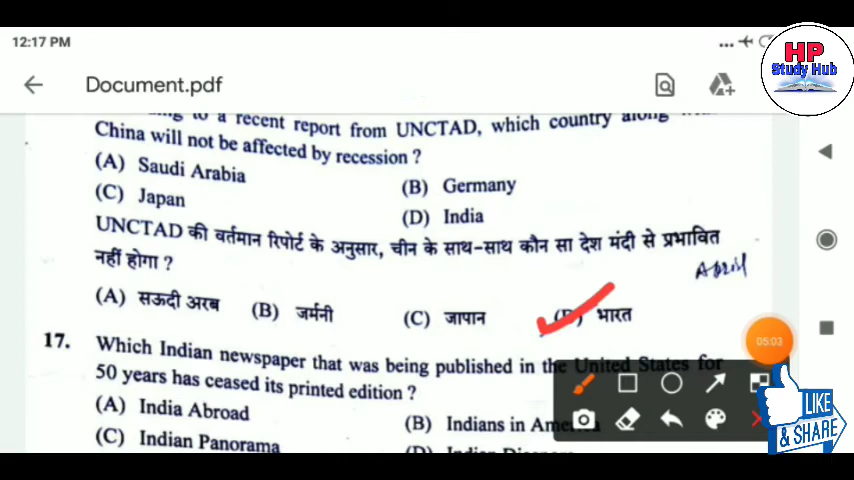 12:17 PM
HP
Study Hub
Document.pdf
to a recent report from UNCTAD, which country along
China will not be affected by recession ?
(A) Saudi Arabia
(B) Germany
(C) Japan
(D) India
UNCTAD की वर्तमान रिपोर्ट के अनुसार, चीन के साथ-साथ कौन सा देश मंदी से प्रभावित
नहीं होगा ?
(A) सऊदी अरब (B) जर्मनी (C) जापान भारत
05:03
17. Which Indian newspaper that was being published in the United States for
50 years has ceased its printed edition ?
(A) India Abroad
(B) Indians in
(C) Indian Panorama
LIKE
& SHARE